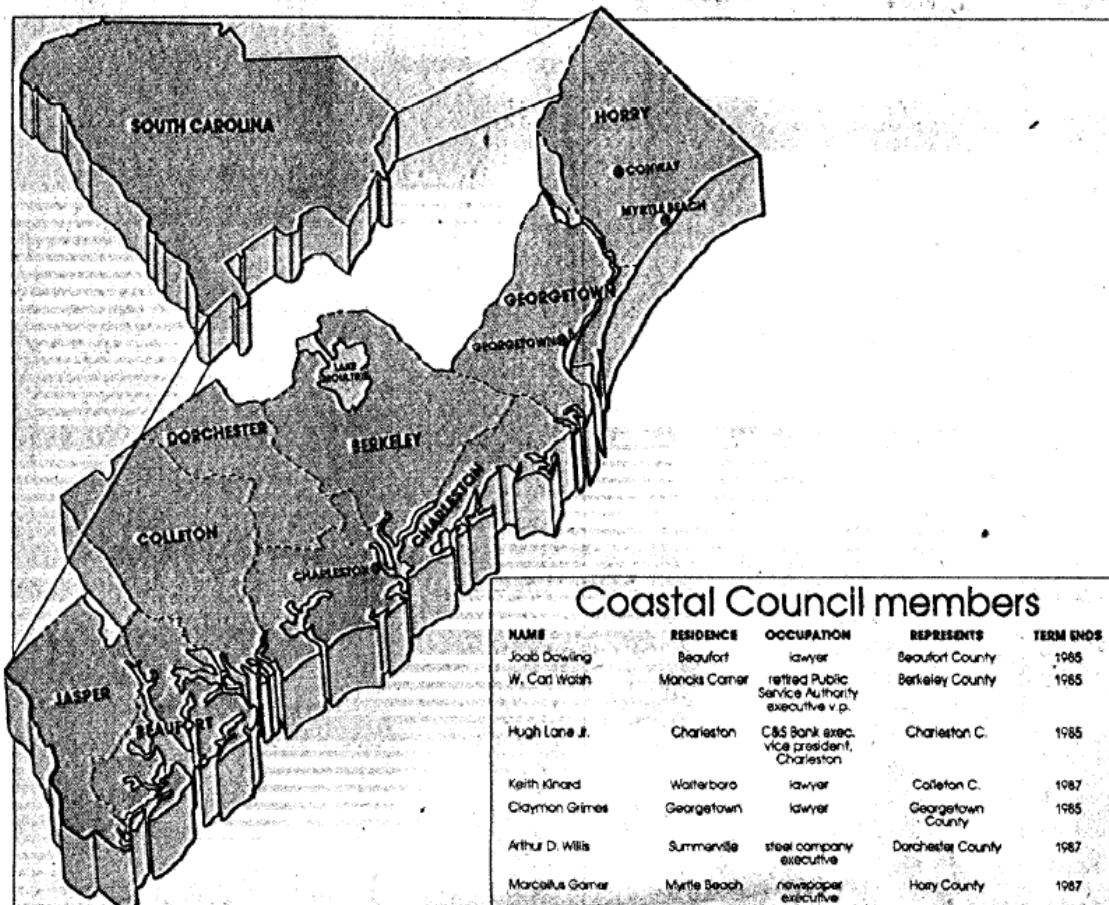 SOUTH CAROLINA
HORRY
CONWAY
MYRTLE BEACH
GEORGETOWN
GEORGETOWN
LAKE
MOULTRIE
DORCHESTER
BERKELEY
CHARLESTON
COLLETON
CHARLESTON
JASPER
BEAUFORT
Coastal Council members
NAME RESIDENCE OCCUPATION REPRESENTS TERM ENDS
Joab Dowling Beaufort lawyer Beaufort County 1985
W. Carl Walsh Moncks Corner retired Public Berkeley County 1985
Service Authority
executive v.p.
Hugh Lane Jr. Charleston C&S Bank exec. Charleston C. 1985
vice president,
Charleston
Keith Kinard Walterboro lawyer Colleton C. 1987
Claymon Grimes Georgetown lawyer Georgetown 1985
County
Arthur D. Willis Summerville steel company Dorchester County 1987
executive
Marcellus Garner Myrtle Beach newspaper Horry County 1987
executive